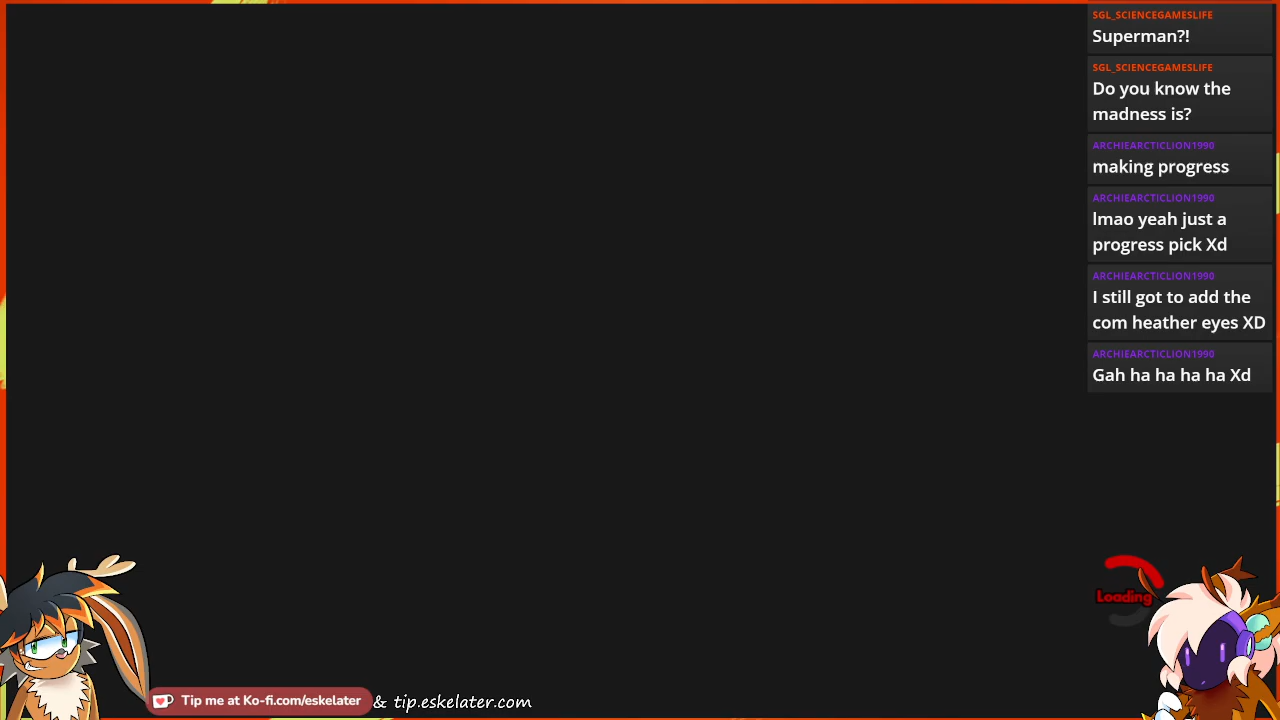 SGL_SCIENCEGAMESLIFE
Superman?!
SGL_SCIENCEGAMESLIFE
Do you know the
madness is?
ARCHIEARCTICLION1990
making progress
ARCHIEARCTICLION1990
lmao yeah just a
progress pick Xd
ARCHIEARCTICLION1990
I still got to add the
com heather eyes XD
ARCHIEARCTICLION1990
Gah ha ha ha ha Xd
Loading
Tip me at Ko-fi.com/eskelater & tip.eskelater.com